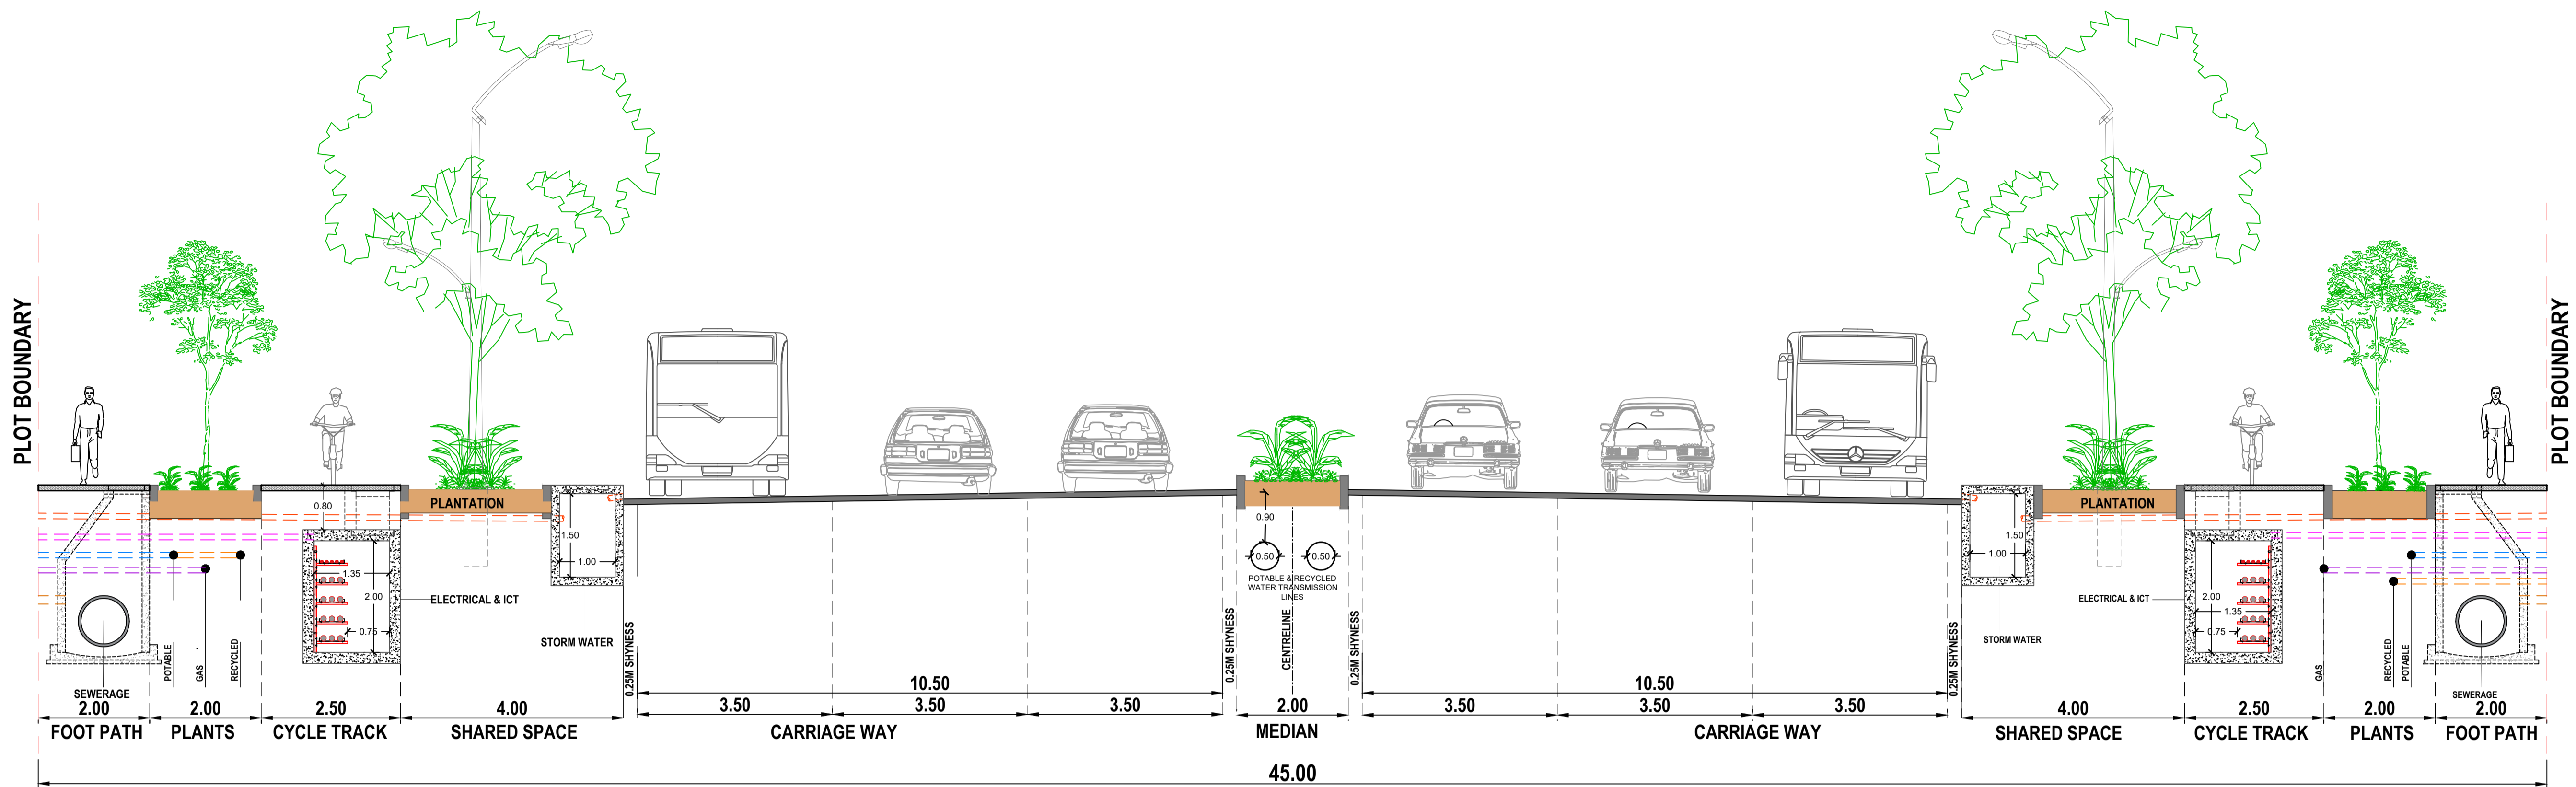 PLOT BOUNDARY
PLOT BOUNDARY
PLANTATION
PLANTATION
0.80
0.90
1.50
1.50
1.00
1.00
0.50
0.50
POTABLE & RECYCLED
WATER TRANSMISSION
LINES
1.35
2.00
0.75
ELECTRICAL & ICT
ELECTRICAL & ICT
2.00
1.35
0.75
STORM WATER
STORM WATER
POTABLE
GAS
RECYCLED
0.25M SHYNESS
0.25M SHYNESS
CENTRELINE
0.25M SHYNESS
0.25M SHYNESS
GAS
RECYCLED
POTABLE
SEWERAGE
SEWERAGE
10.50
10.50
2.00
2.00
2.50
4.00
3.50
3.50
3.50
2.00
3.50
3.50
3.50
4.00
2.50
2.00
2.00
FOOT PATH
PLANTS
CYCLE TRACK
SHARED SPACE
CARRIAGE WAY
MEDIAN
CARRIAGE WAY
SHARED SPACE
CYCLE TRACK
PLANTS
FOOT PATH
45.00